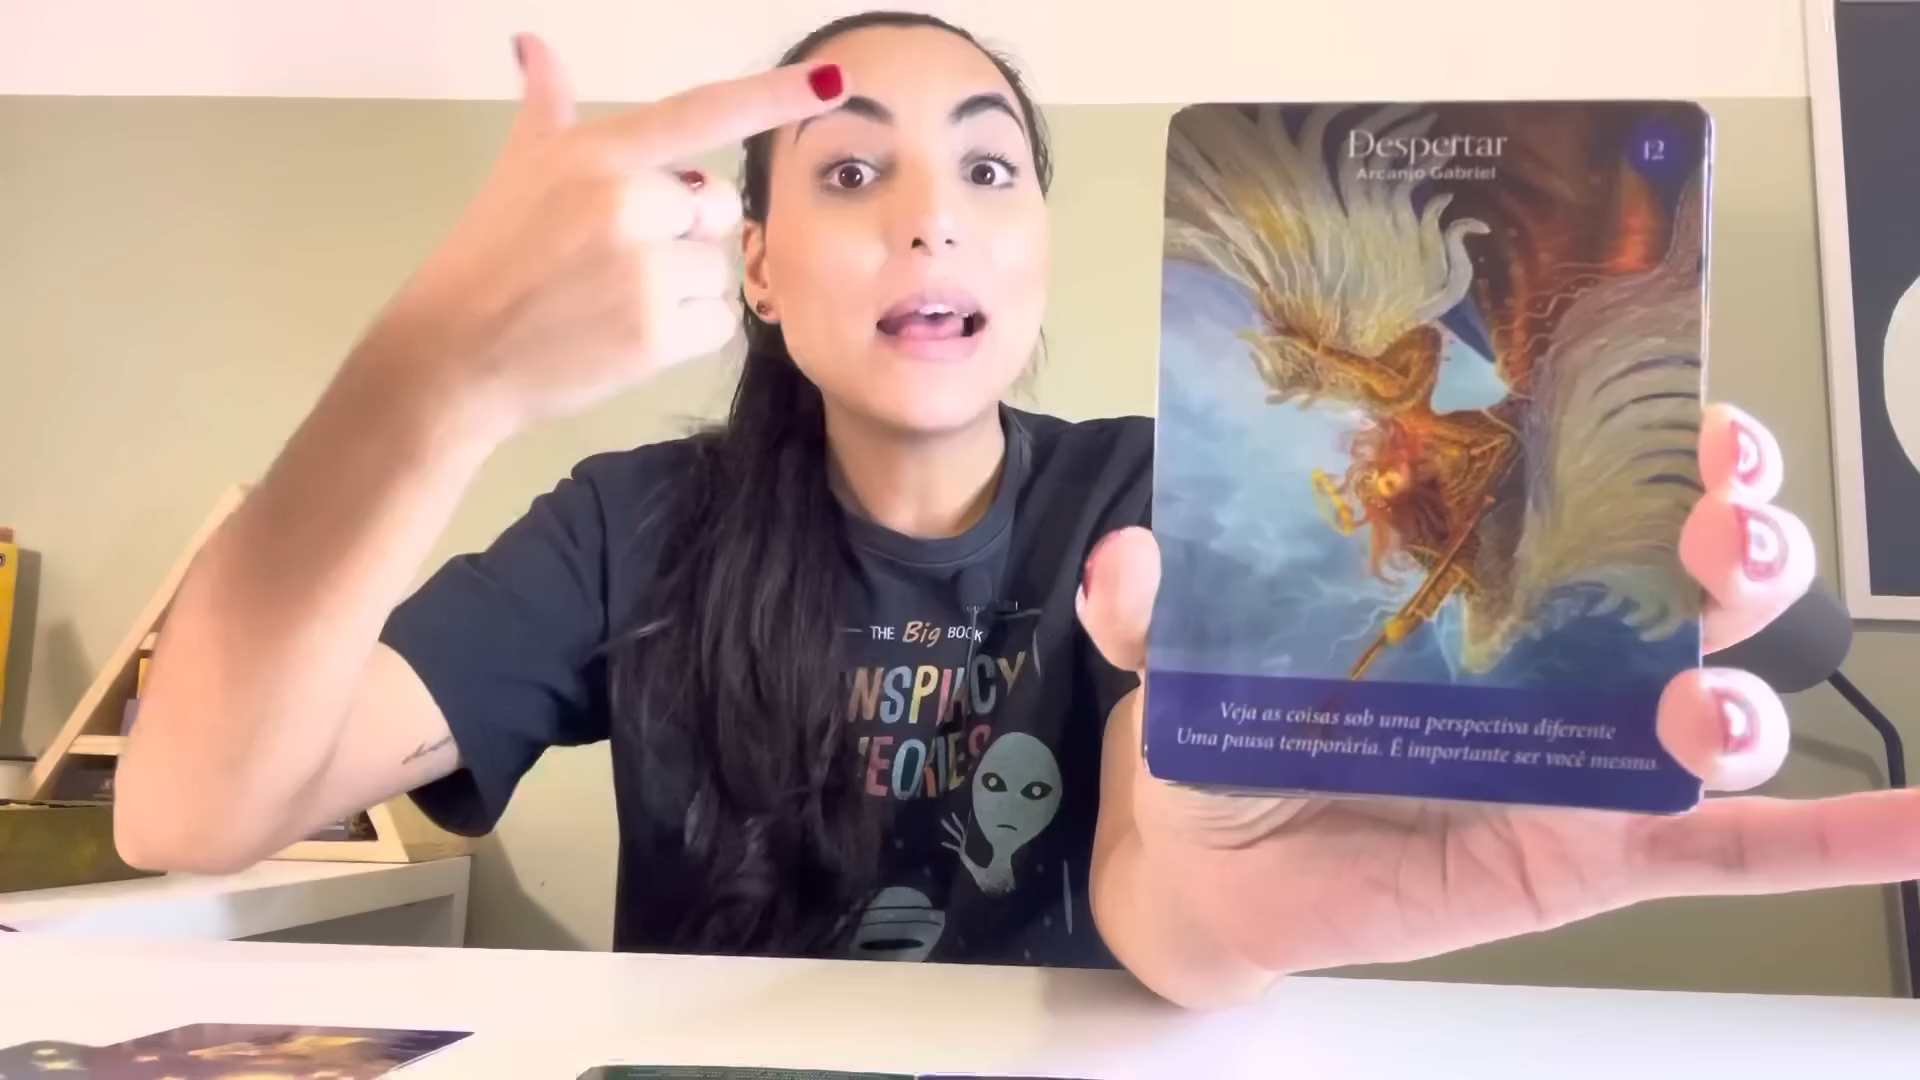 Despertar
Arcanjo Gabriel
12
Veja as coisas sob uma perspectiva diferente
Uma pausa temporária. É importante ser você mesmo.
THE Big BOOK
NSPIRACY
EORIES